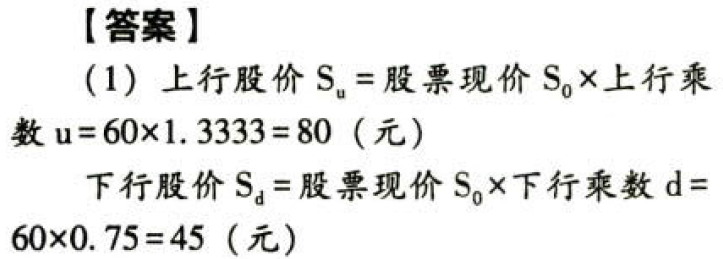 【答案】
(1) 上行股价 Sᵤ=股票现价 S₀×上行乘
数 u=60×1.3333=80 (元)
下行股价 S_d=股票现价 S₀×下行乘数 d=
60×0.75=45 (元)